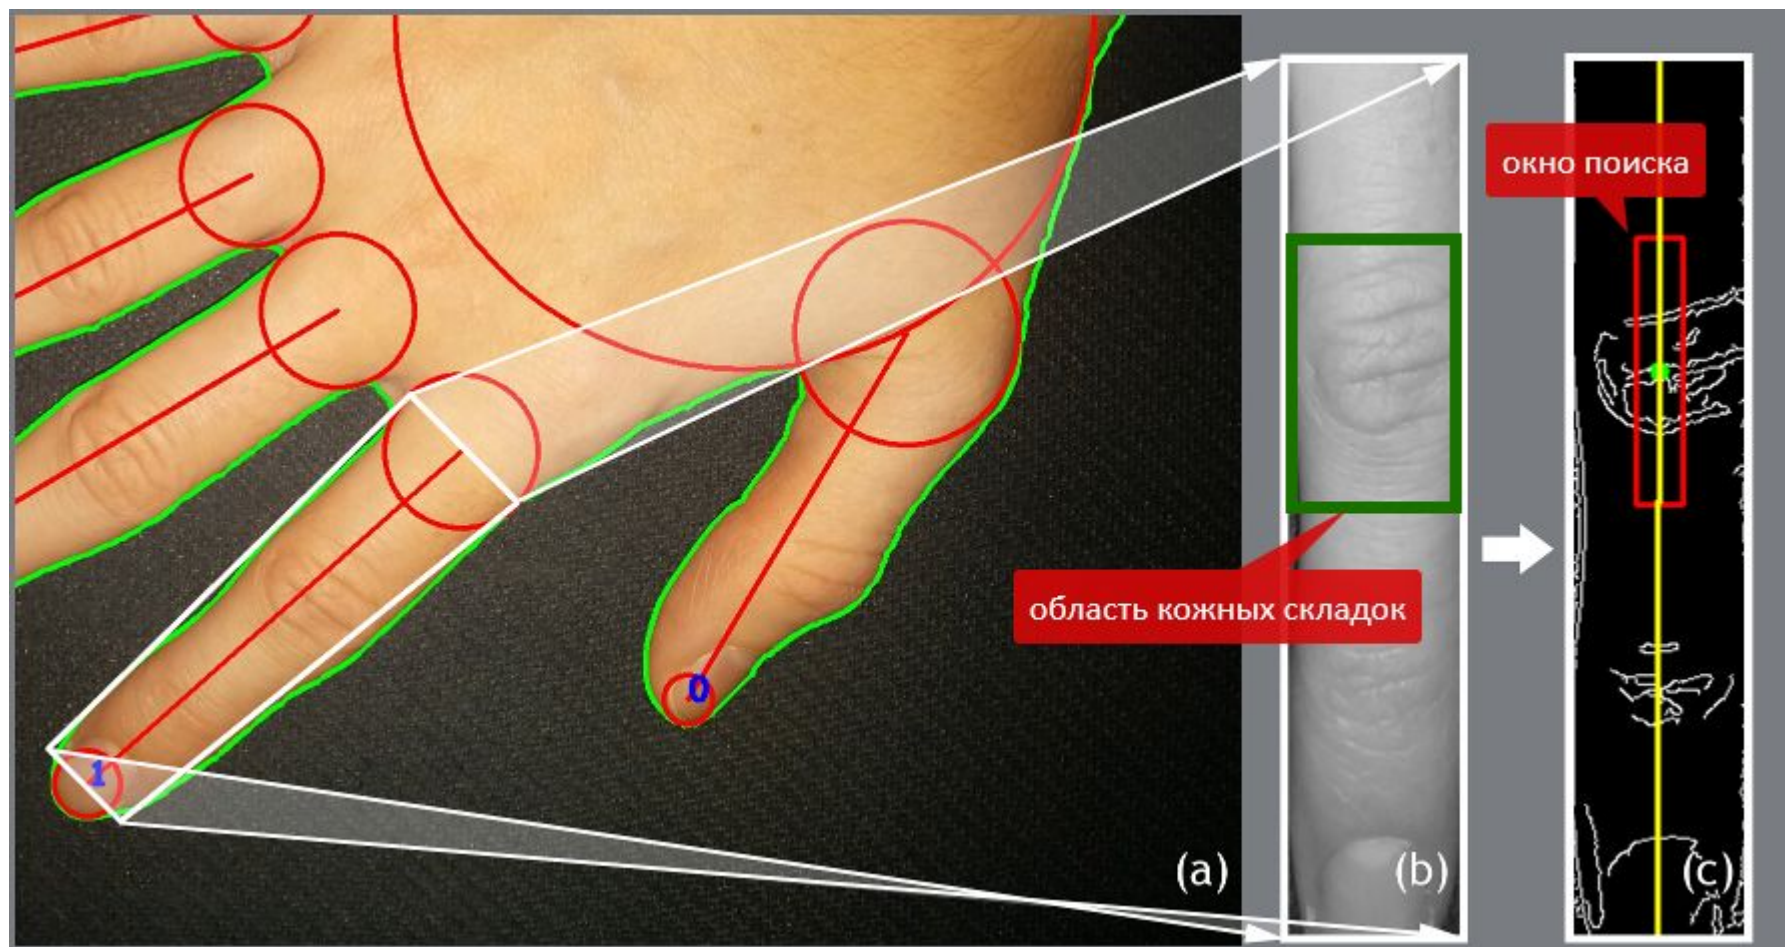 окно поиска
область кожных складок
0
1
(a)
(b)
(c)